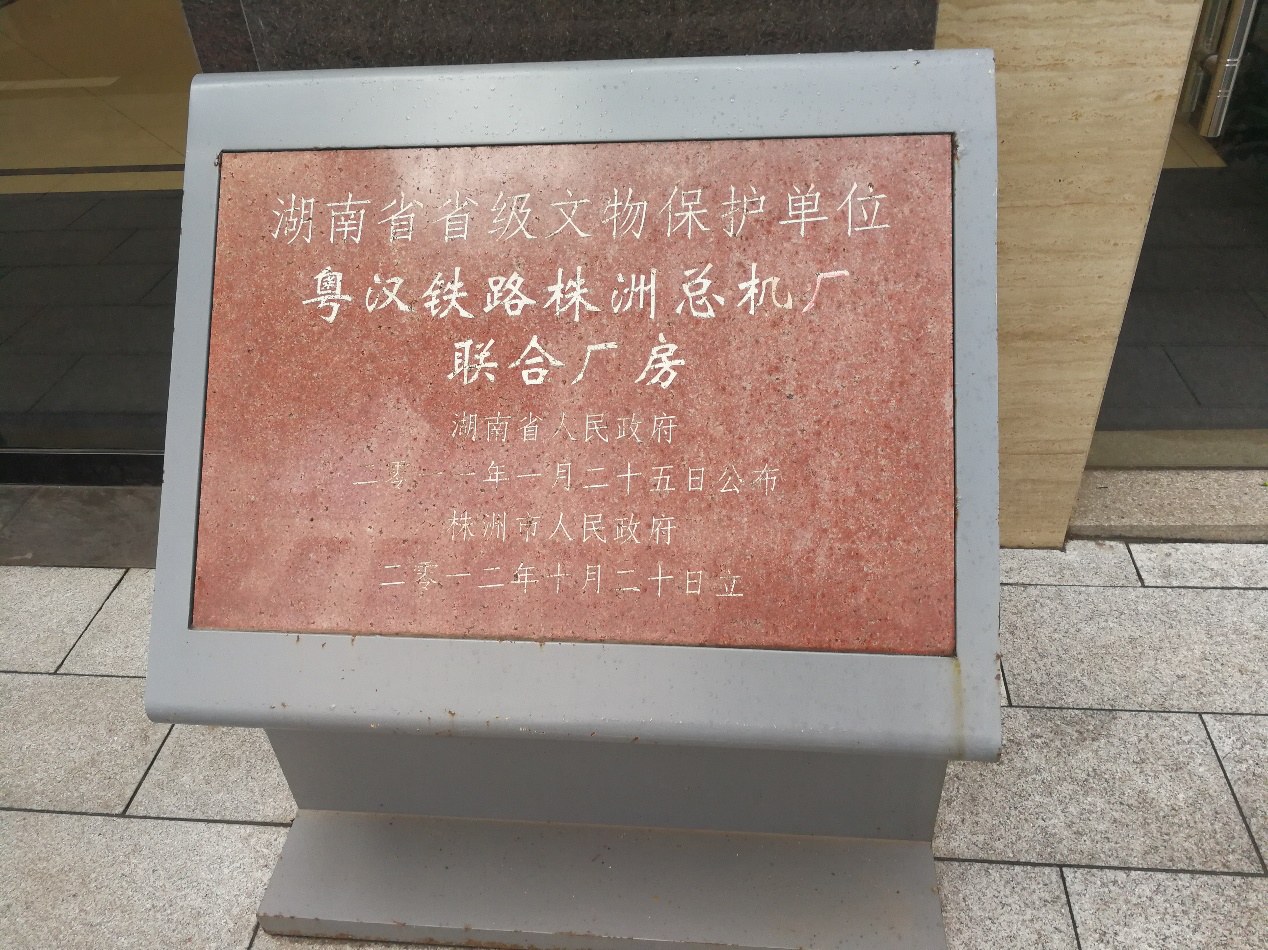 湖南省省级文物保护单位
粤汉铁路株洲总机厂
联合厂房
湖南省人民政府
二零一一年一月二十五日公布
株洲市人民政府
二零一二年十月二十日立